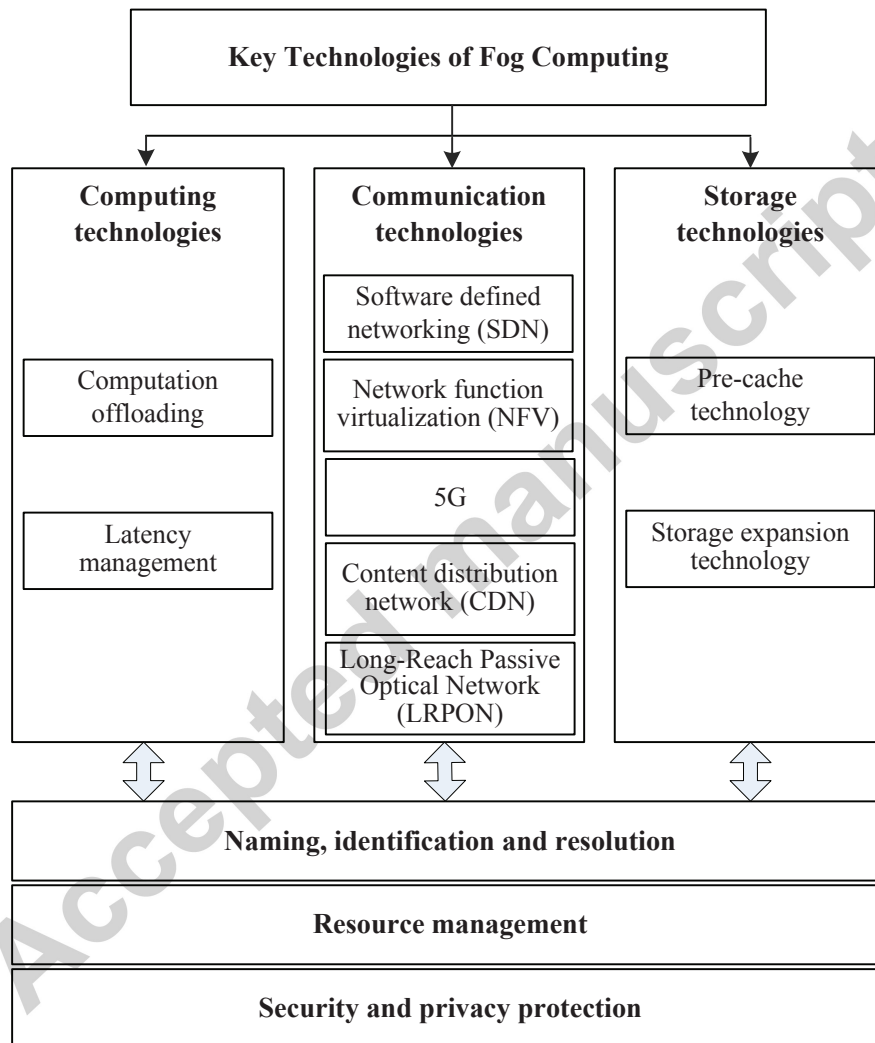 Key Technologies of Fog Computing
Computing
technologies
Computation
offloading
Latency
management
Communication
technologies
Software defined
networking (SDN)
Network function
virtualization (NFV)
5G
Content distribution
network (CDN)
Long-Reach Passive
Optical Network
(LRPON)
Storage
technologies
Pre-cache
technology
Storage expansion
technology
Naming, identification and resolution
Resource management
Security and privacy protection
Accepted manuscript